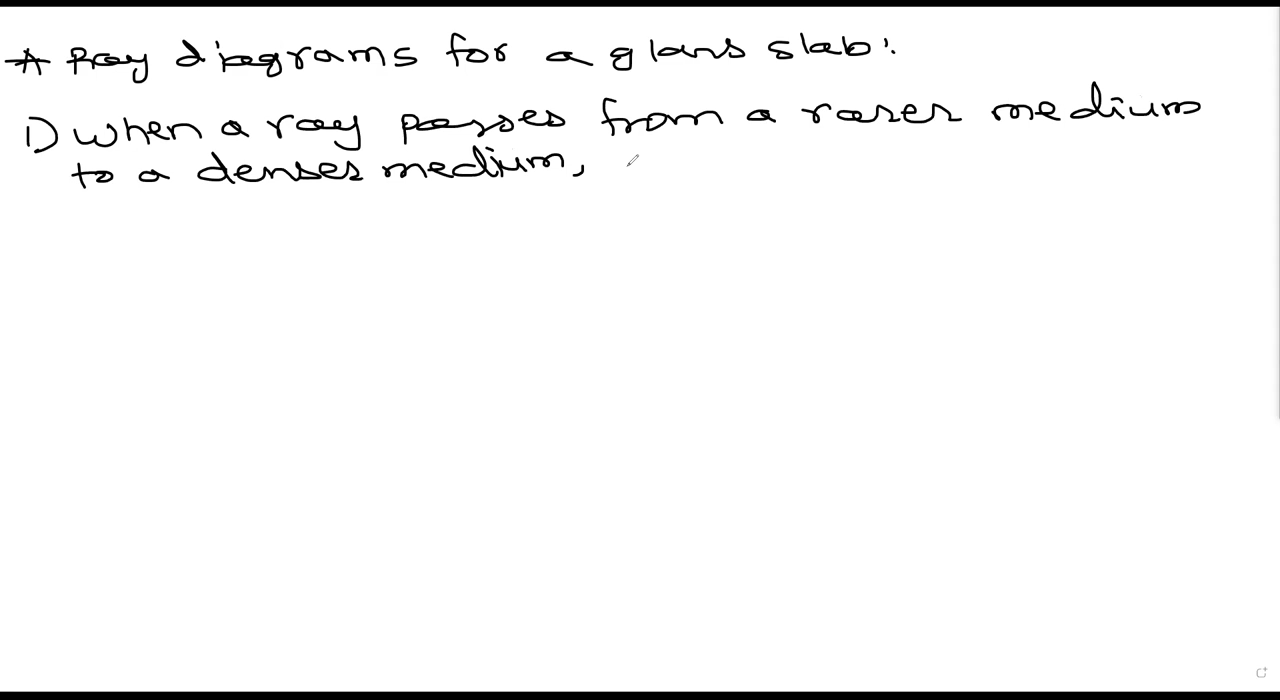 * Ray diagrams for a glass slab:
1) when a ray passes from a rarer medium
to a denser medium,